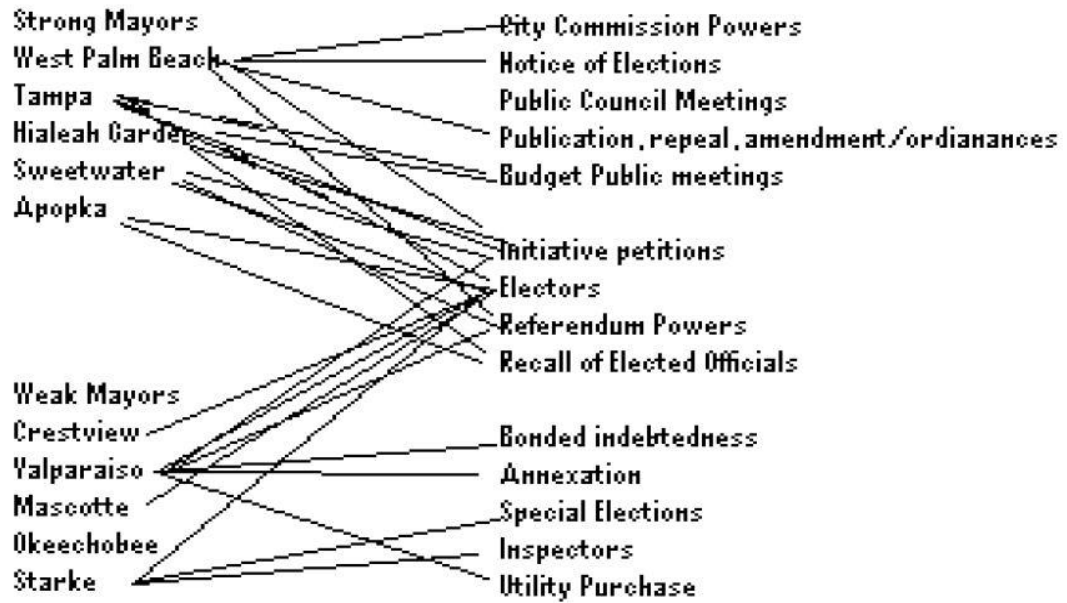 Strong Mayors
West Palm Beach
Tampa
Hialeah Garder
Sweetwater
Apopka
Weak Mayors
Crestview
Valparaiso
Mascotte
Okeechobee
Starke
City Commission Powers
Notice of Elections
Public Council Meetings
Publication, repeal, amendment/ordianances
Budget Public meetings
Initiative petitions
Electors
Referendum Powers
Recall of Elected Officials
Bonded indebtedness
Annexation
Special Elections
Inspectors
Utility Purchase